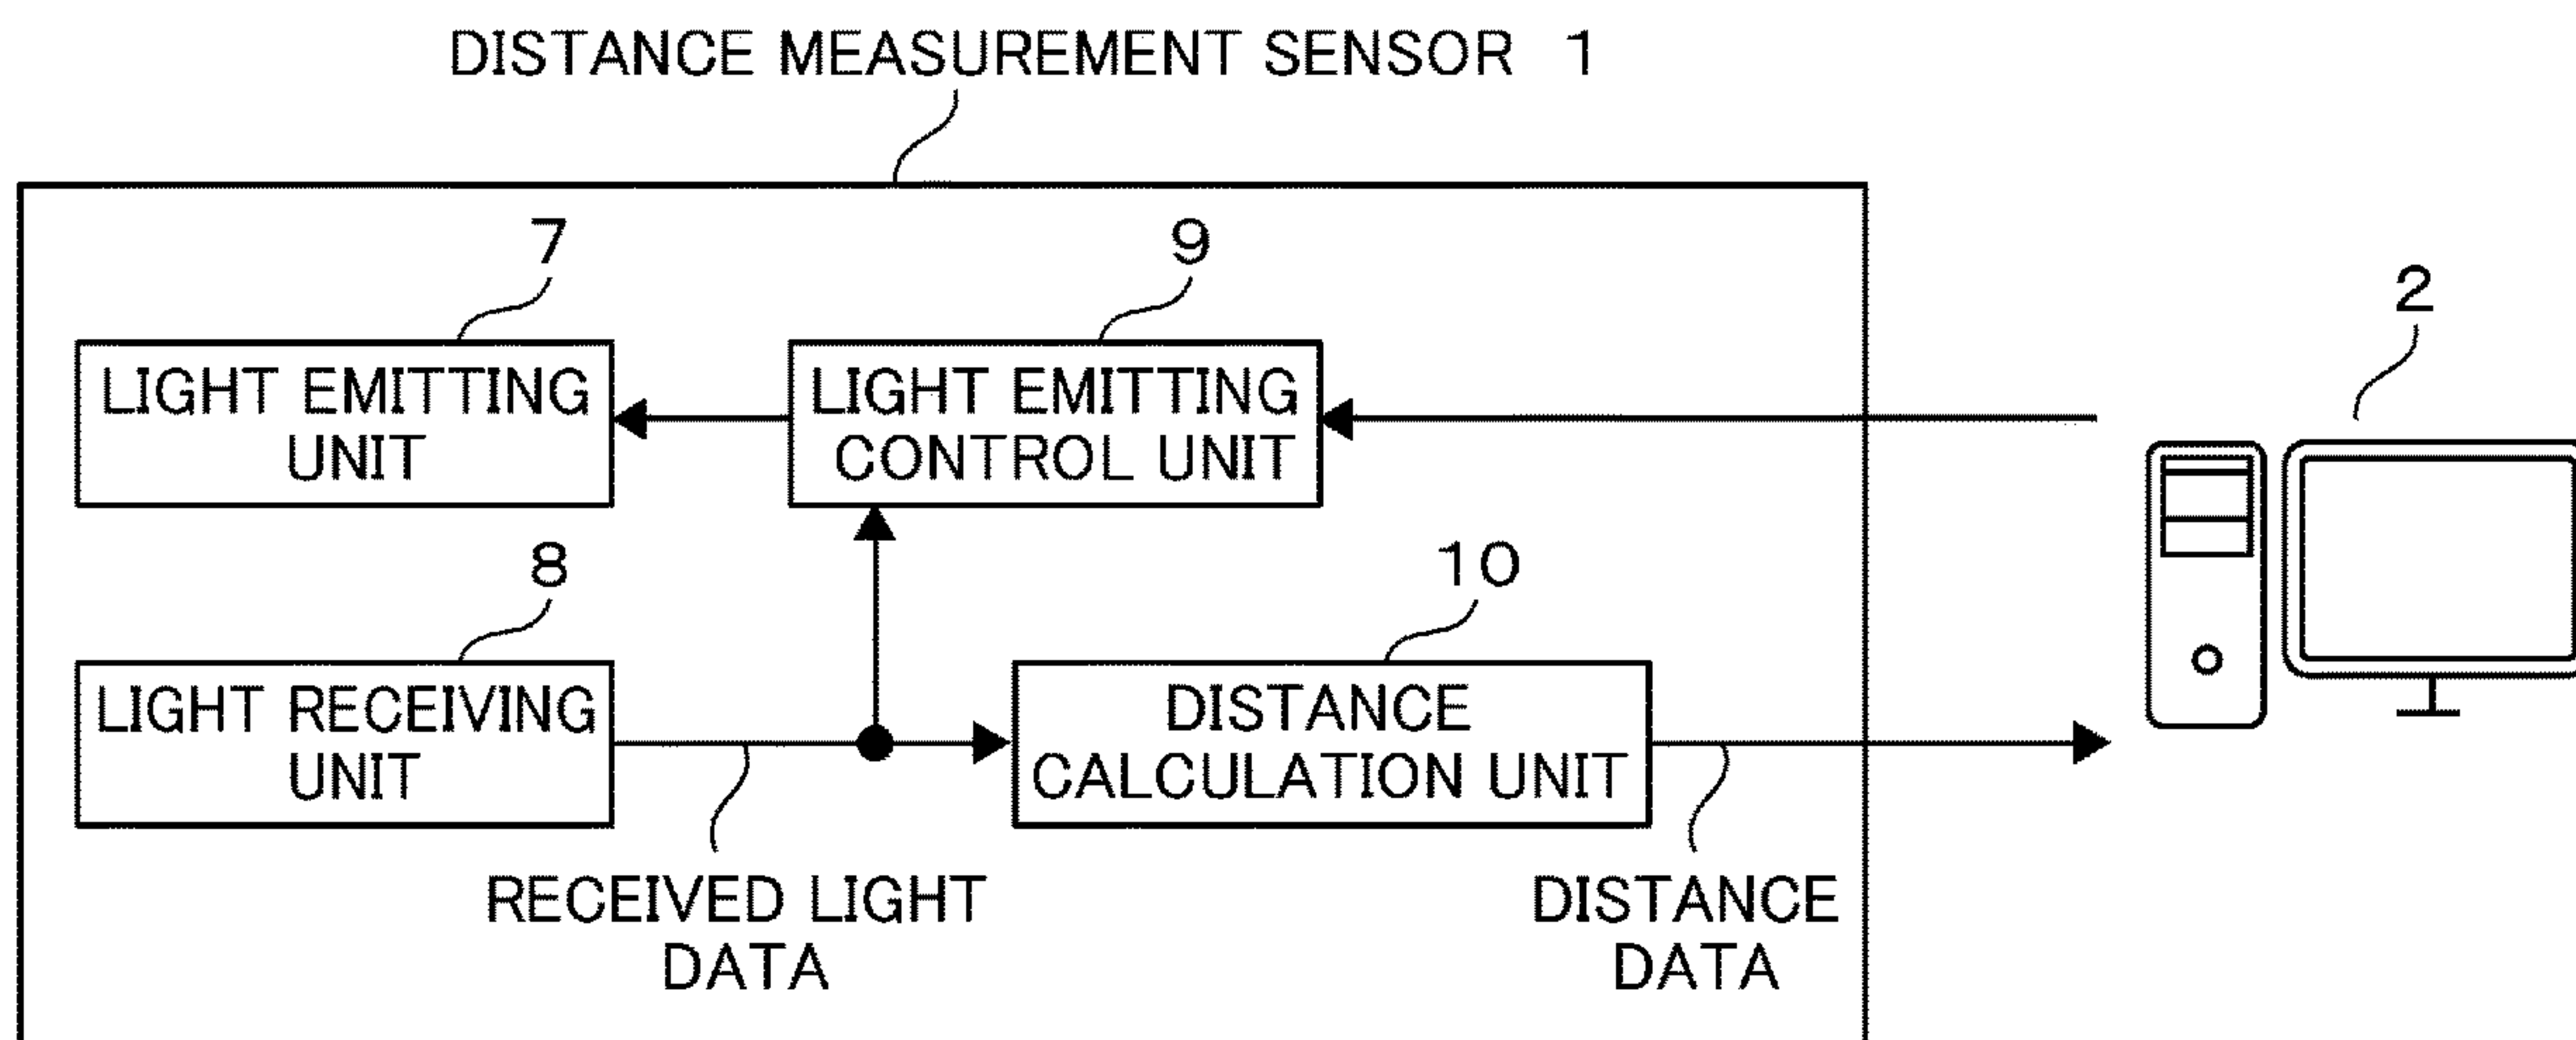 DISTANCE MEASUREMENT SENSOR 1
7
9
2
LIGHT EMITTING
UNIT
LIGHT EMITTING
CONTROL UNIT
8
10
LIGHT RECEIVING
UNIT
DISTANCE
CALCULATION UNIT
RECEIVED LIGHT
DATA
DISTANCE
DATA